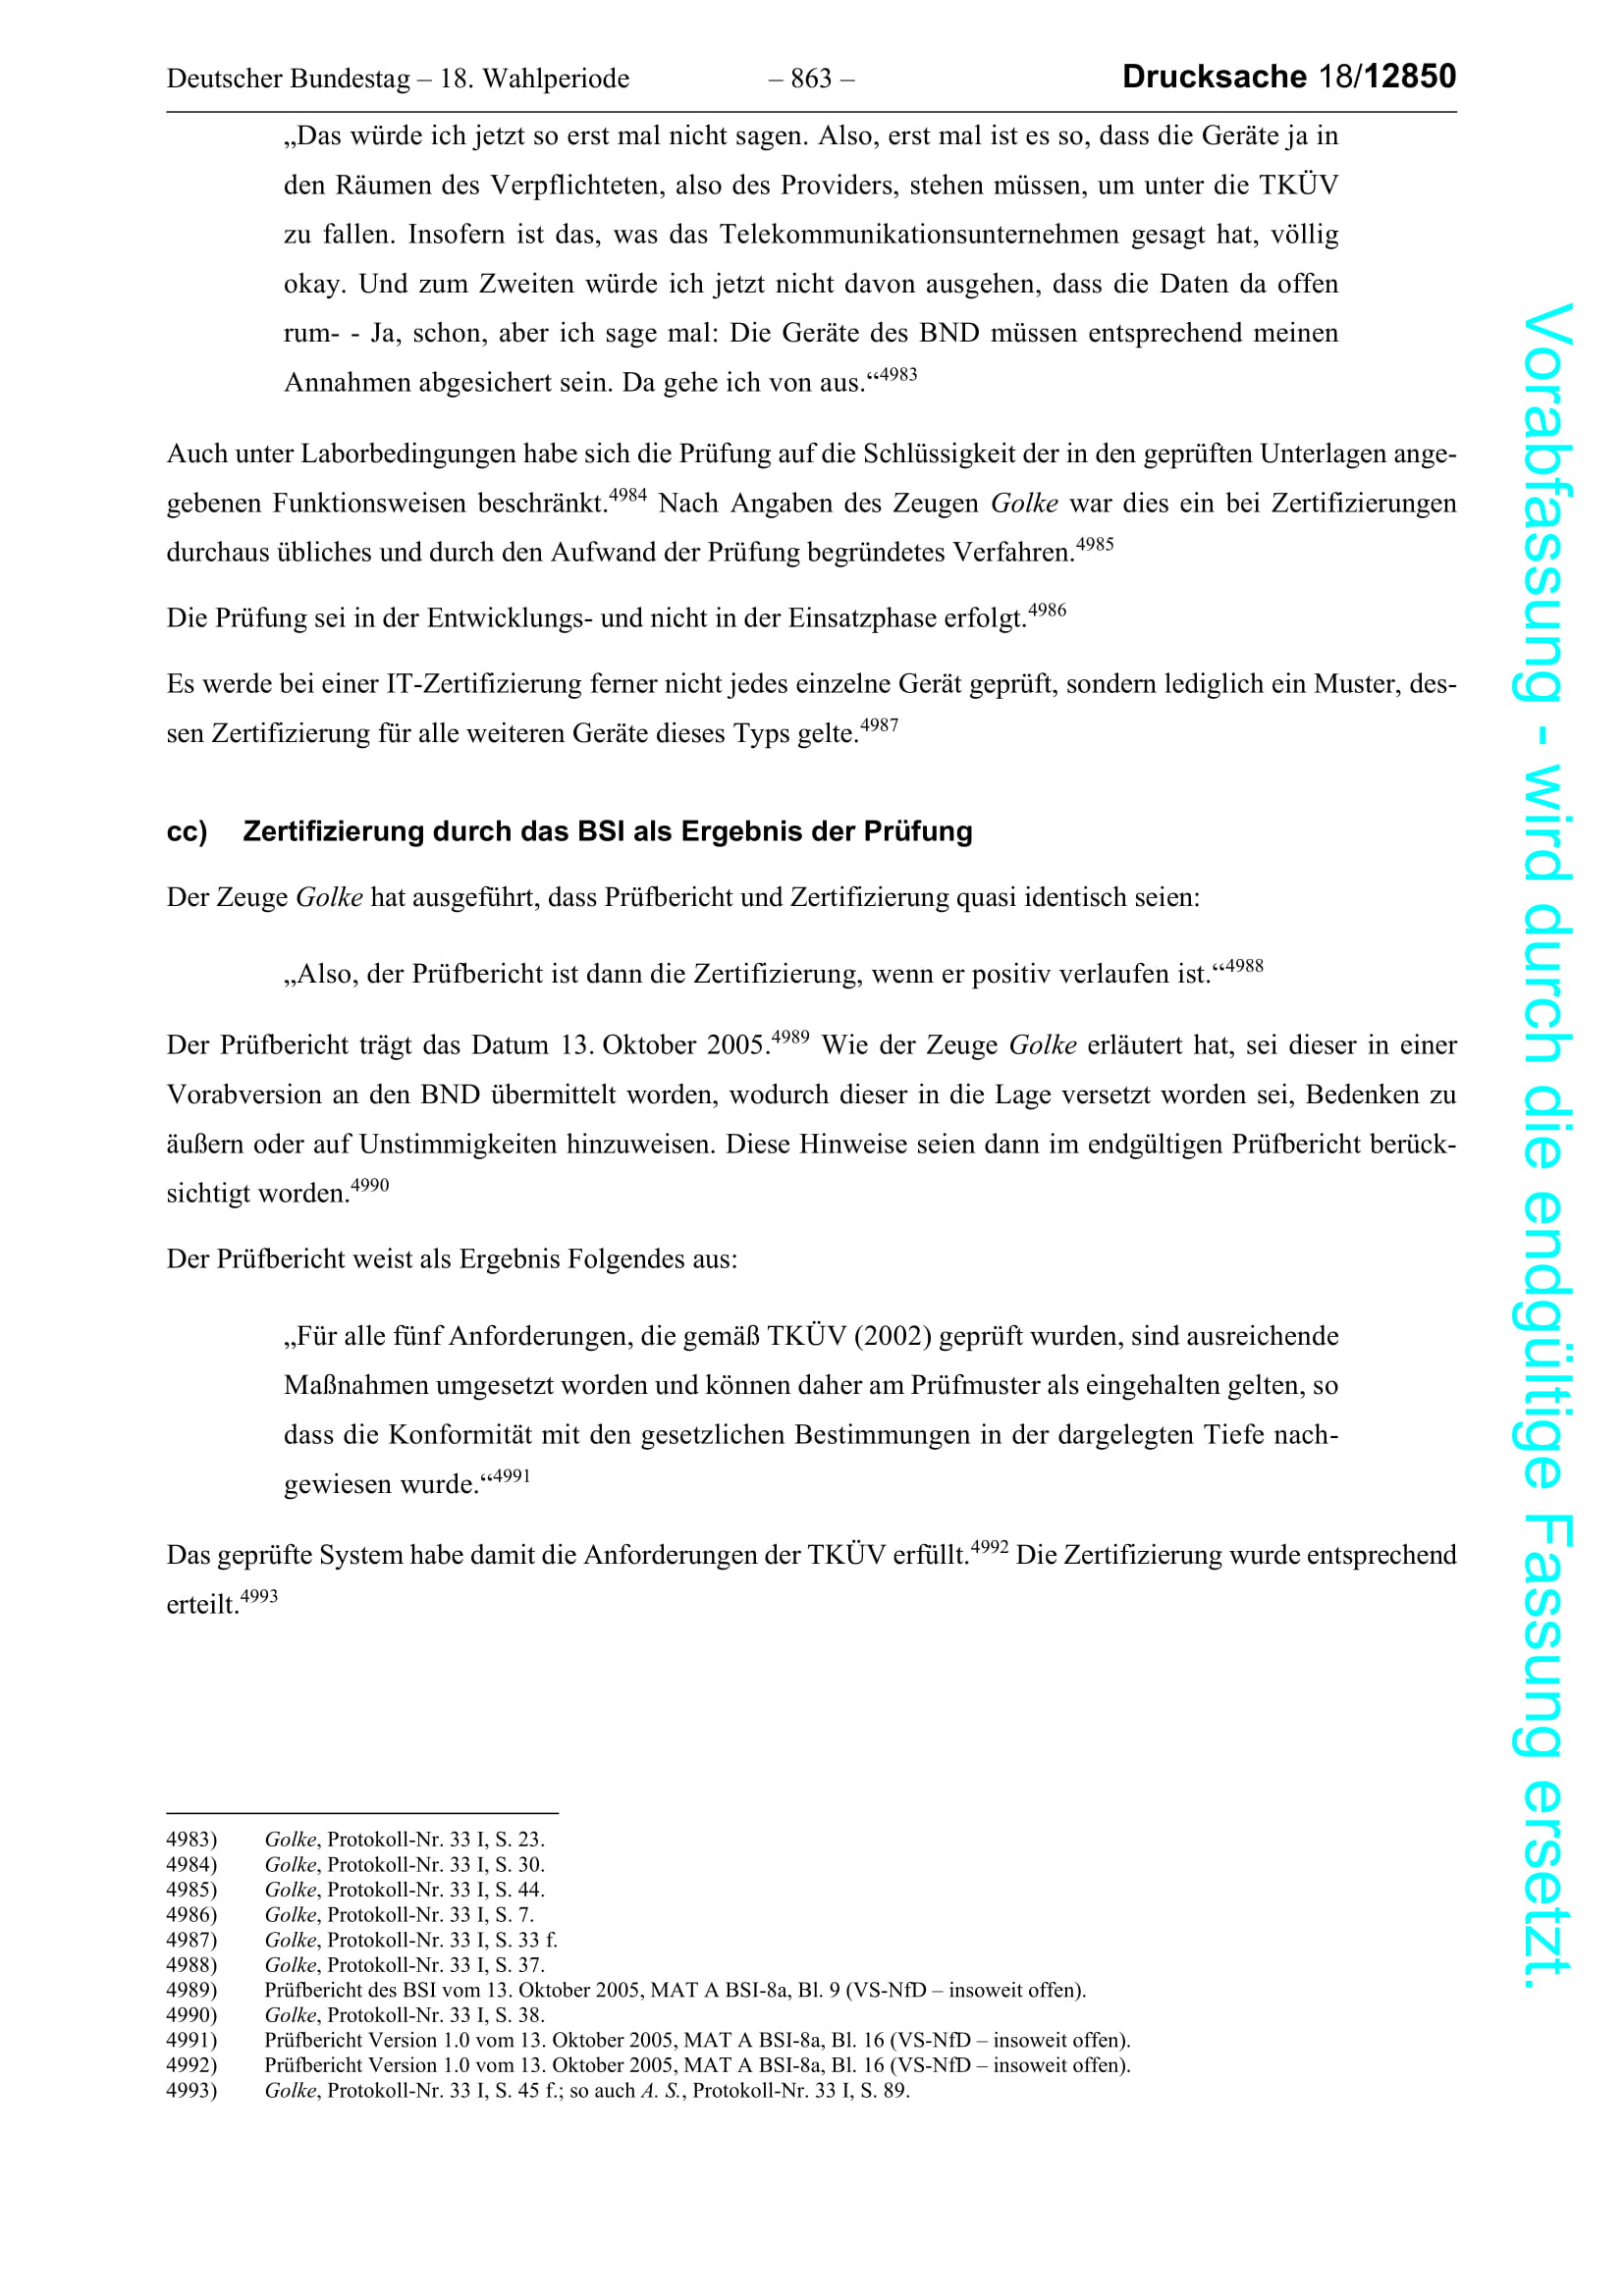 Deutscher Bundestag – 18. Wahlperiode – 863 – Drucksache 18/12850
„Das würde ich jetzt so erst mal nicht sagen. Also, erst mal ist es so, dass die Geräte ja in
den Räumen des Verpflichteten, also des Providers, stehen müssen, um unter die TKÜV
zu fallen. Insofern ist das, was das Telekommunikationsunternehmen gesagt hat, völlig
okay. Und zum Zweiten würde ich jetzt nicht davon ausgehen, dass die Daten da offen
rum- - Ja, schon, aber ich sage mal: Die Geräte des BND müssen entsprechend meinen
Annahmen abgesichert sein. Da gehe ich von aus.“4983
Auch unter Laborbedingungen habe sich die Prüfung auf die Schlüssigkeit der in den geprüften Unterlagen ange-
gebenen Funktionsweisen beschränkt.4984 Nach Angaben des Zeugen Golke war dies ein bei Zertifizierungen
durchaus übliches und durch den Aufwand der Prüfung begründetes Verfahren.4985
Die Prüfung sei in der Entwicklungs- und nicht in der Einsatzphase erfolgt.4986
Es werde bei einer IT-Zertifizierung ferner nicht jedes einzelne Gerät geprüft, sondern lediglich ein Muster, des-
sen Zertifizierung für alle weiteren Geräte dieses Typs gelte.4987
cc) Zertifizierung durch das BSI als Ergebnis der Prüfung
Der Zeuge Golke hat ausgeführt, dass Prüfbericht und Zertifizierung quasi identisch seien:
„Also, der Prüfbericht ist dann die Zertifizierung, wenn er positiv verlaufen ist.“4988
Der Prüfbericht trägt das Datum 13. Oktober 2005.4989 Wie der Zeuge Golke erläutert hat, sei dieser in einer
Vorabversion an den BND übermittelt worden, wodurch dieser in die Lage versetzt worden sei, Bedenken zu
äußern oder auf Unstimmigkeiten hinzuweisen. Diese Hinweise seien dann im endgültigen Prüfbericht berück-
sichtigt worden.4990
Der Prüfbericht weist als Ergebnis Folgendes aus:
„Für alle fünf Anforderungen, die gemäß TKÜV (2002) geprüft wurden, sind ausreichende
Maßnahmen umgesetzt worden und können daher am Prüfmuster als eingehalten gelten, so
dass die Konformität mit den gesetzlichen Bestimmungen in der dargelegten Tiefe nach-
gewiesen wurde.“4991
Das geprüfte System habe damit die Anforderungen der TKÜV erfüllt.4992 Die Zertifizierung wurde entsprechend
erteilt.4993
4983) Golke, Protokoll-Nr. 33 I, S. 23.
4984) Golke, Protokoll-Nr. 33 I, S. 30.
4985) Golke, Protokoll-Nr. 33 I, S. 44.
4986) Golke, Protokoll-Nr. 33 I, S. 7.
4987) Golke, Protokoll-Nr. 33 I, S. 33 f.
4988) Golke, Protokoll-Nr. 33 I, S. 37.
4989) Prüfbericht des BSI vom 13. Oktober 2005, MAT A BSI-8a, Bl. 9 (VS-NfD – insoweit offen).
4990) Golke, Protokoll-Nr. 33 I, S. 38.
4991) Prüfbericht Version 1.0 vom 13. Oktober 2005, MAT A BSI-8a, Bl. 16 (VS-NfD – insoweit offen).
4992) Prüfbericht Version 1.0 vom 13. Oktober 2005, MAT A BSI-8a, Bl. 16 (VS-NfD – insoweit offen).
4993) Golke, Protokoll-Nr. 33 I, S. 45 f.; so auch A. S., Protokoll-Nr. 33 I, S. 89.
Vorabfassung - wird durch die endgültige Fassung ersetzt.